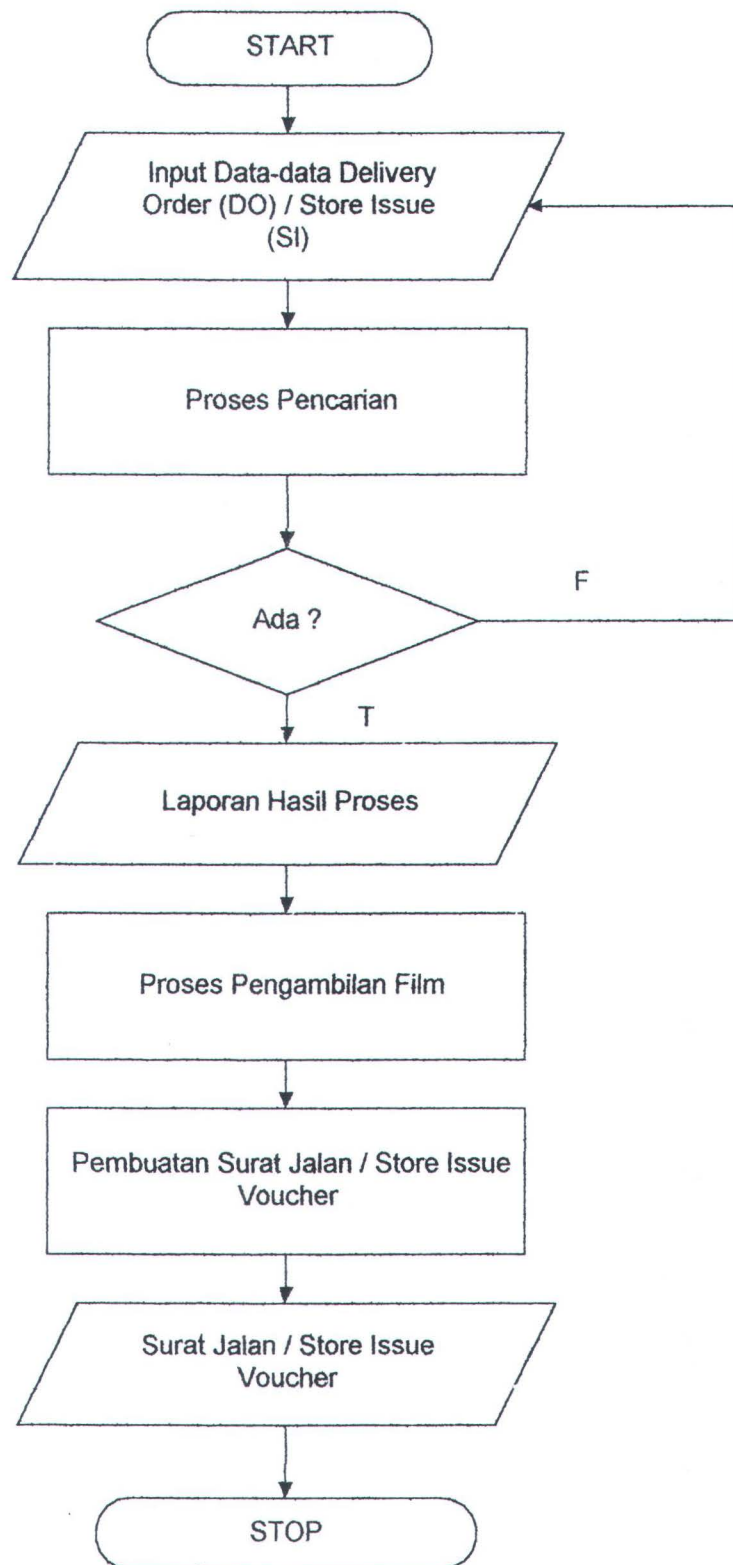 START
Input Data-data Delivery
Order (DO) / Store Issue
(SI)
Proses Pencarian
Ada ?
F
T
Laporan Hasil Proses
Proses Pengambilan Film
Pembuatan Surat Jalan / Store Issue
Voucher
Surat Jalan / Store Issue
Voucher
STOP